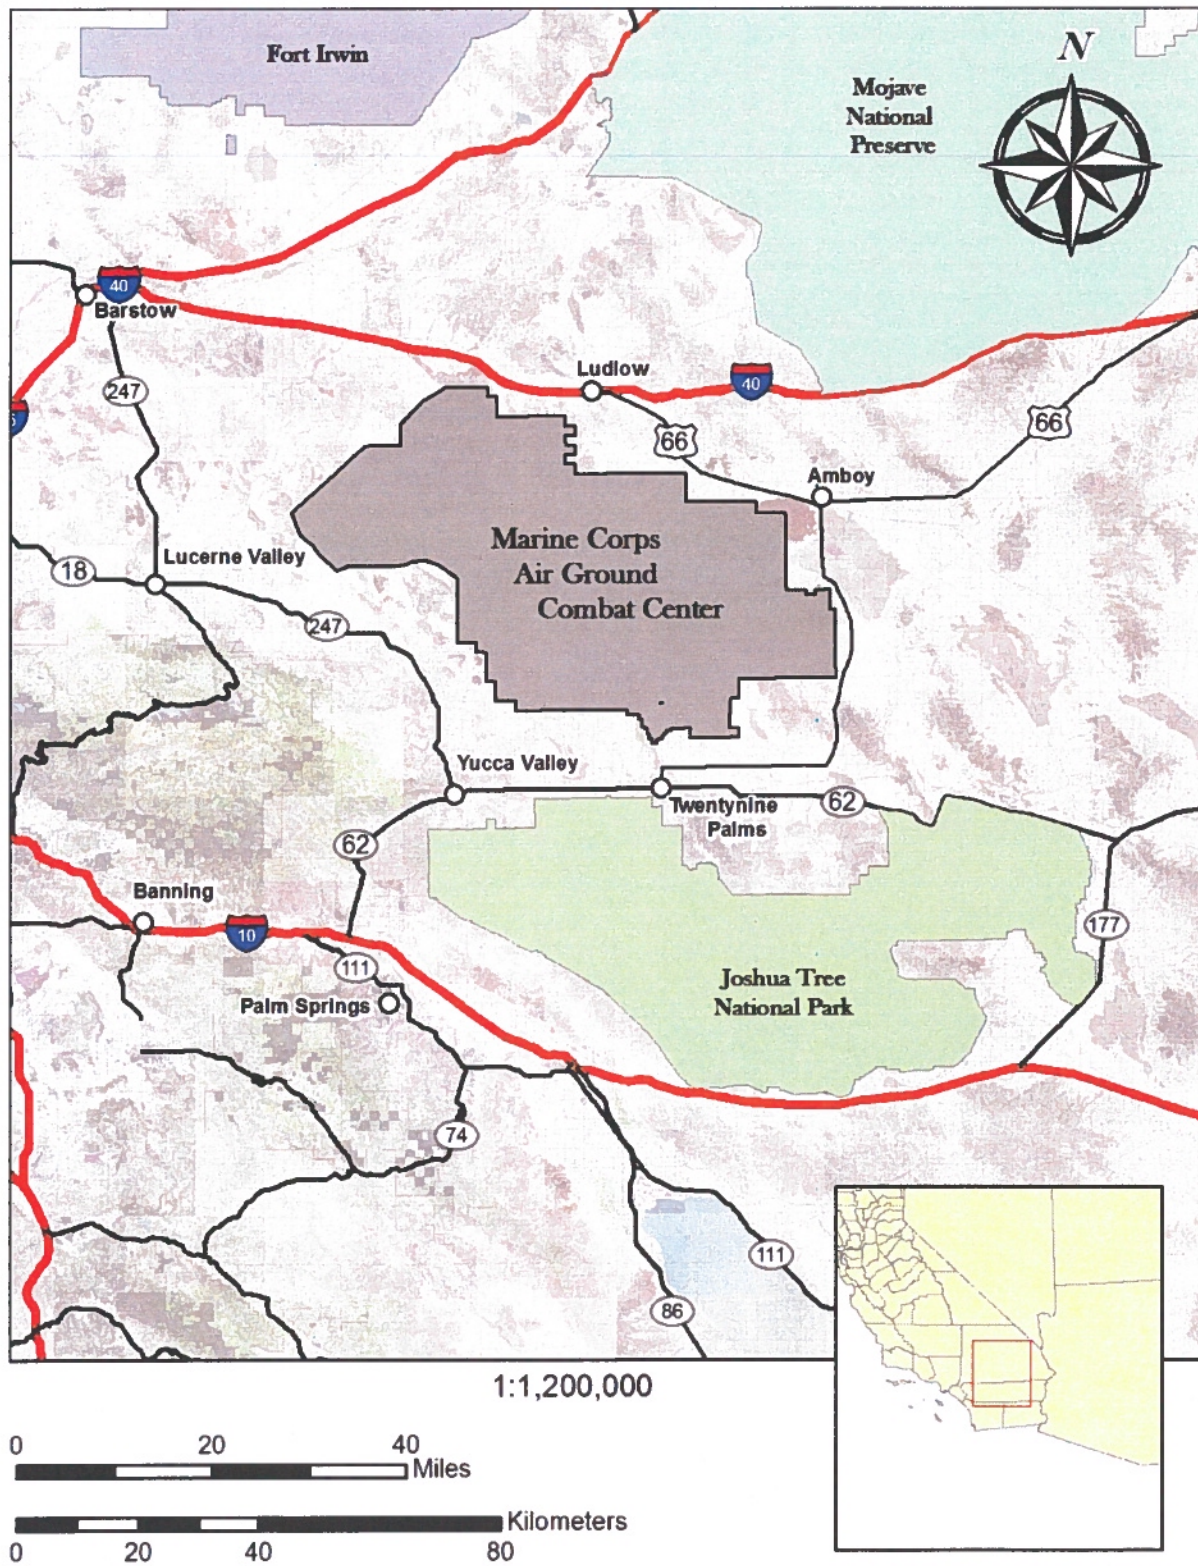 Fort Irwin
N
Mojave
National
Preserve
40
Barstow
247
Ludlow
40
66
66
Amboy
Marine Corps
Air Ground
Combat Center
Lucerne Valley
18
247
Yucca Valley
Twentynine
Palms
62
62
Banning
10
177
111
Palm Springs
Joshua Tree
National Park
74
111
86
1:1,200,000
0 20 40
Miles
Kilometers
0 20 40 80